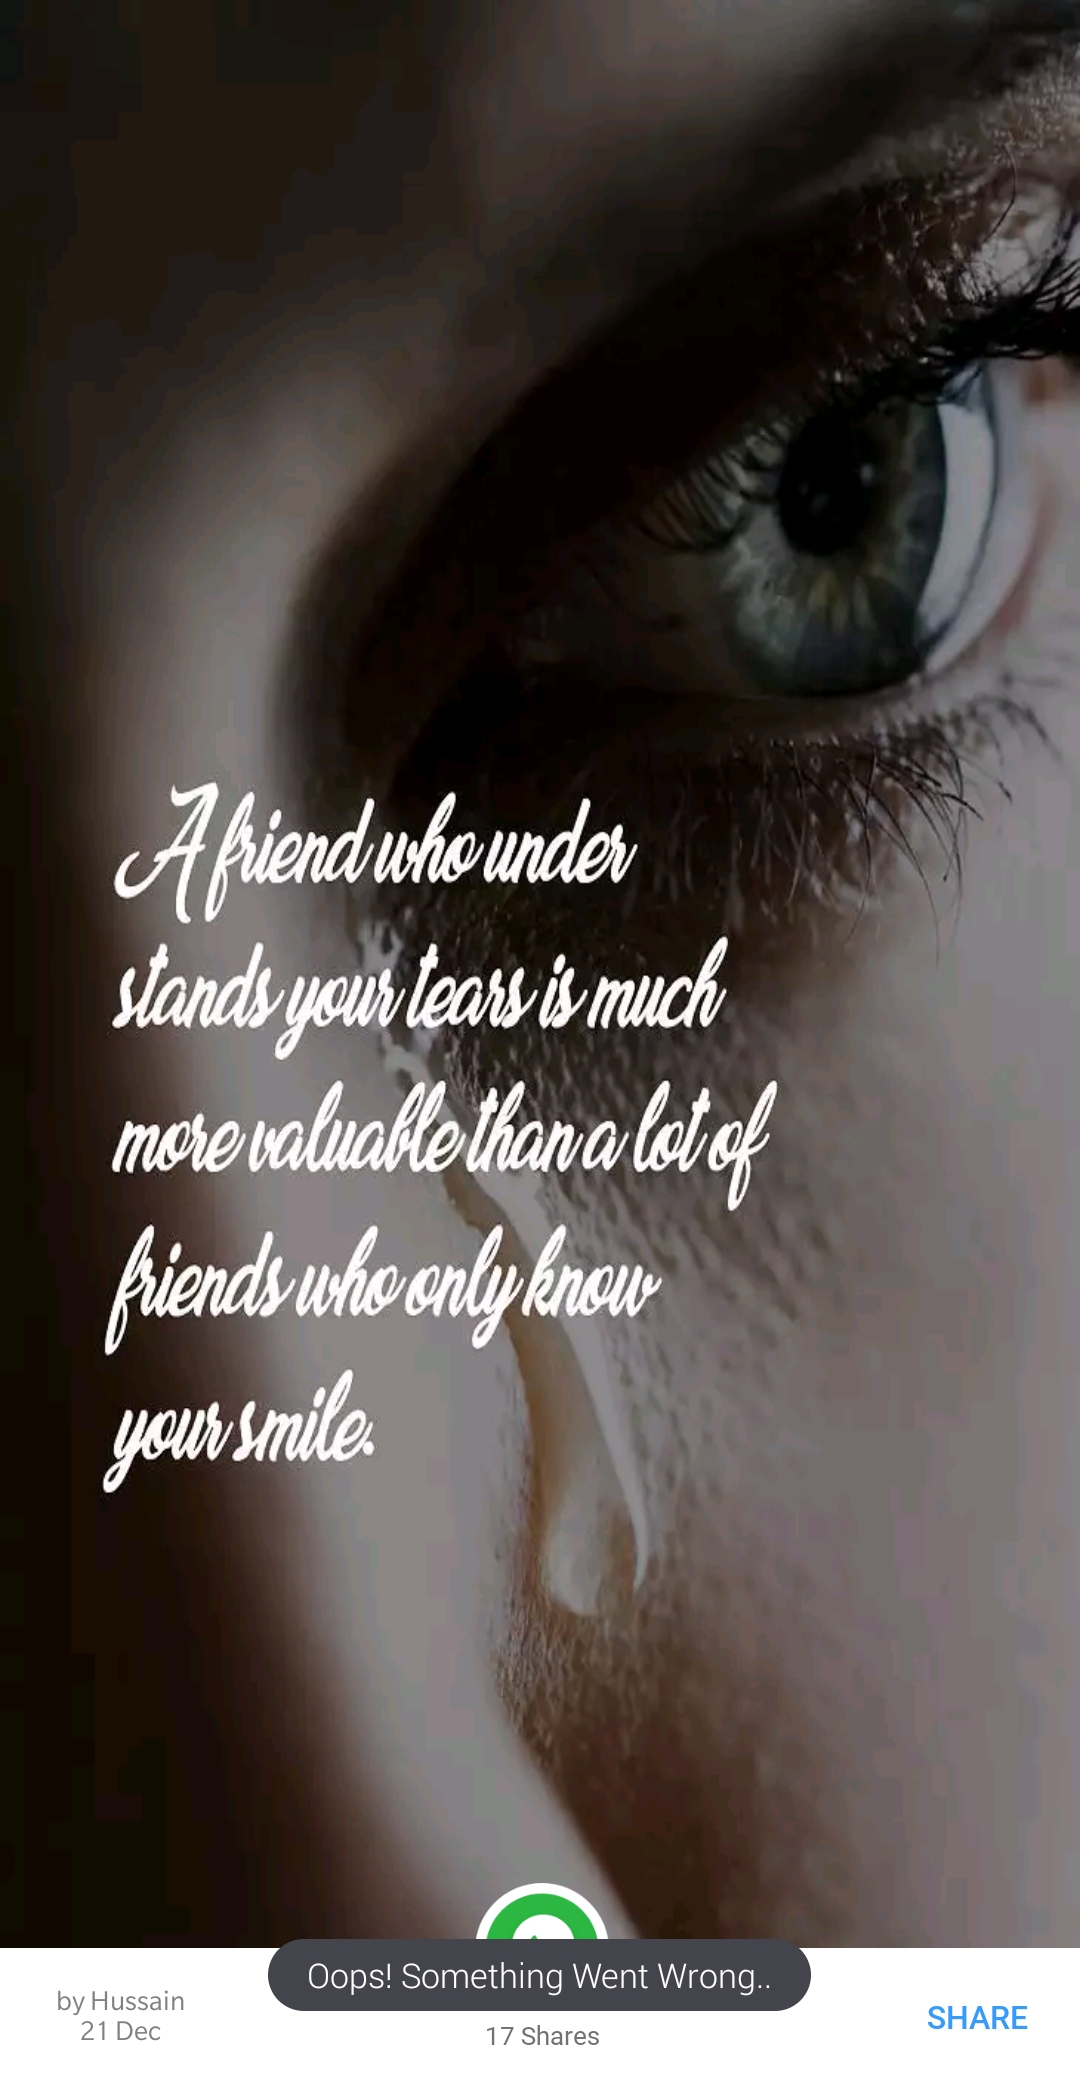 A friend who under
stands your tears is much
more valuable than a lot of
friends who only know
your smile.
Oops! Something Went Wrong..
by Hussain
21 Dec
17 Shares
SHARE